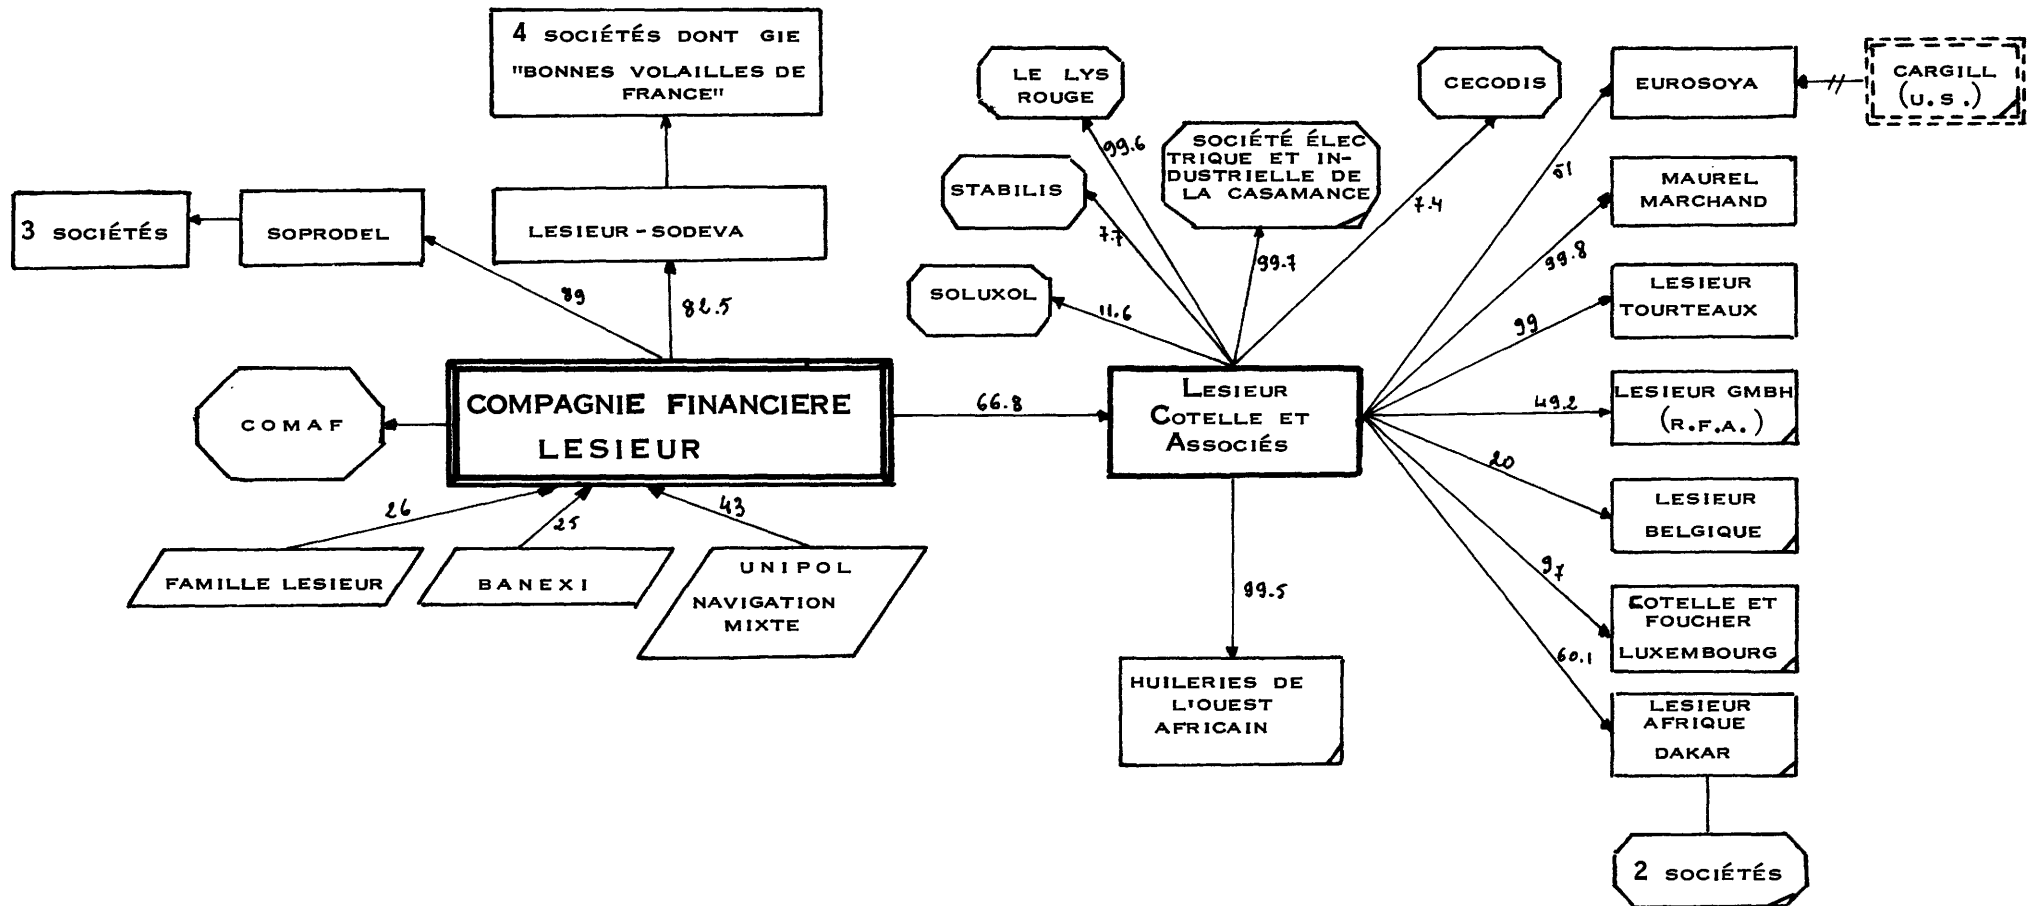 4 SOCIÉTÉS DONT GIE
"BONNES VOLAILLES DE
FRANCE"
LE LYS
ROUGE
CECODIS
EUROSOYA
CARGILL
(U.S.)
SOCIÉTÉ ÉLEC
TRIQUE ET IN-
DUSTRIELLE DE
LA CASAMANCE
STABILIS
MAUREL
MARCHAND
3 SOCIÉTÉS
SOPRODEL
LESIEUR-SODEVA
SOLUXOL
LESIEUR
TOURTEAUX
99.6
7.7
99.7
7.4
51
99.8
11.6
99
89
82.5
COMAF
COMPAGNIE FINANCIERE
LESIEUR
66.8
LESIEUR
COTELLE ET
ASSOCIÉS
49.2
LESIEUR GMBH
(R.F.A.)
20
LESIEUR
BELGIQUE
26
25
43
FAMILLE LESIEUR
BANEXI
UNIPOL
NAVIGATION
MIXTE
99.5
97
COTELLE ET
FOUCHER
LUXEMBOURG
60.1
HUILERIES DE
L'OUEST
AFRICAIN
LESIEUR
AFRIQUE
DAKAR
2 SOCIÉTÉS